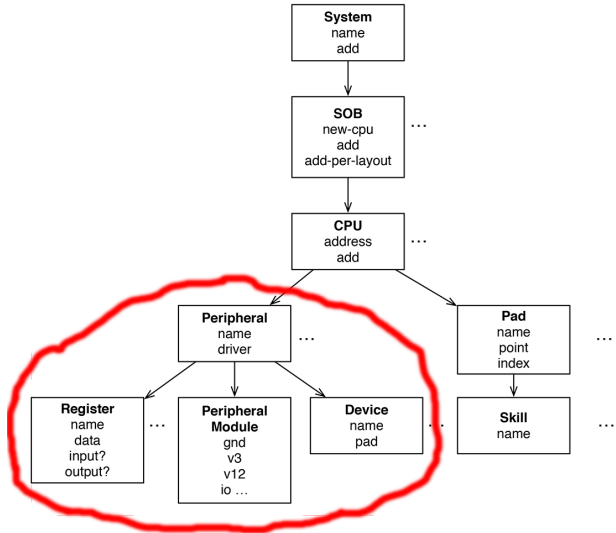 System
name
add
SOB
new-cpu
add
add-per-layout
...
CPU
address
add
...
Peripheral
name
driver
...
Pad
name
point
index
...
Register
name
data
input?
output?
...
Peripheral
Module
gnd
v3
v12
io ...
Device
name
pad
...
Skill
name
...